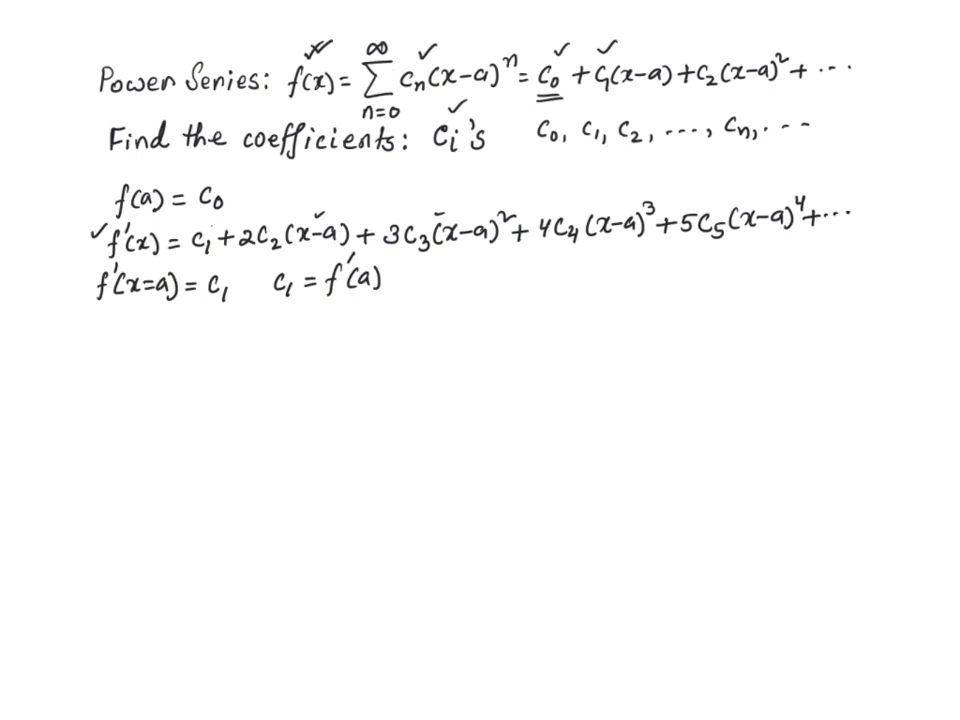 Power Series: f(x) = ∑_{n=0}^{∞} c_n(x-a)^n = c_0 + c_1(x-a) + c_2(x-a)^2 + ...
Find the coefficients: c_i's c_0, c_1, c_2, ..., c_n, ...
f(a) = c_0
f'(x) = c_1 + 2c_2(x-a) + 3c_3(x-a)^2 + 4c_4(x-a)^3 + 5c_5(x-a)^4 + ...
f'(x=a) = c_1 c_1 = f'(a)